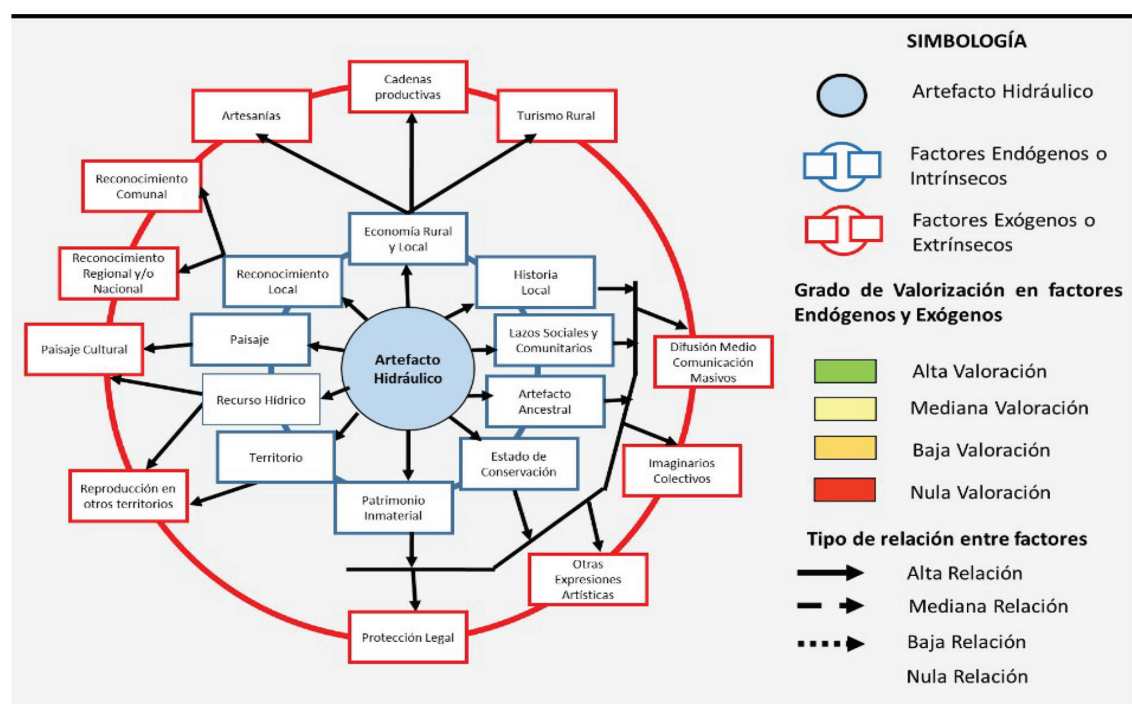 Cadenas
productivas
Artesanías
Turismo Rural
Reconocimiento
Comunal
Economía Rural
y Local
Reconocimiento
Regional y/o
Nacional
Reconocimiento
Local
Historia
Local
Paisaje Cultural
Paisaje
Artefacto
Hidráulico
Lazos Sociales y
Comunitarios
Difusión Medio
Comunicación
Masivos
Recurso Hídrico
Artefacto
Ancestral
Territorio
Estado de
Conservación
Imaginarios
Colectivos
Reproducción en
otros territorios
Patrimonio
Inmaterial
Otras
Expresiones
Artísticas
Protección Legal
SIMBOLOGÍA
Artefacto Hidráulico
Factores Endógenos o
Intrínsecos
Factores Exógenos o
Extrínsecos
Grado de Valorización en factores
Endógenos y Exógenos
Alta Valoración
Mediana Valoración
Baja Valoración
Nula Valoración
Tipo de relación entre factores
Alta Relación
Mediana Relación
Baja Relación
Nula Relación